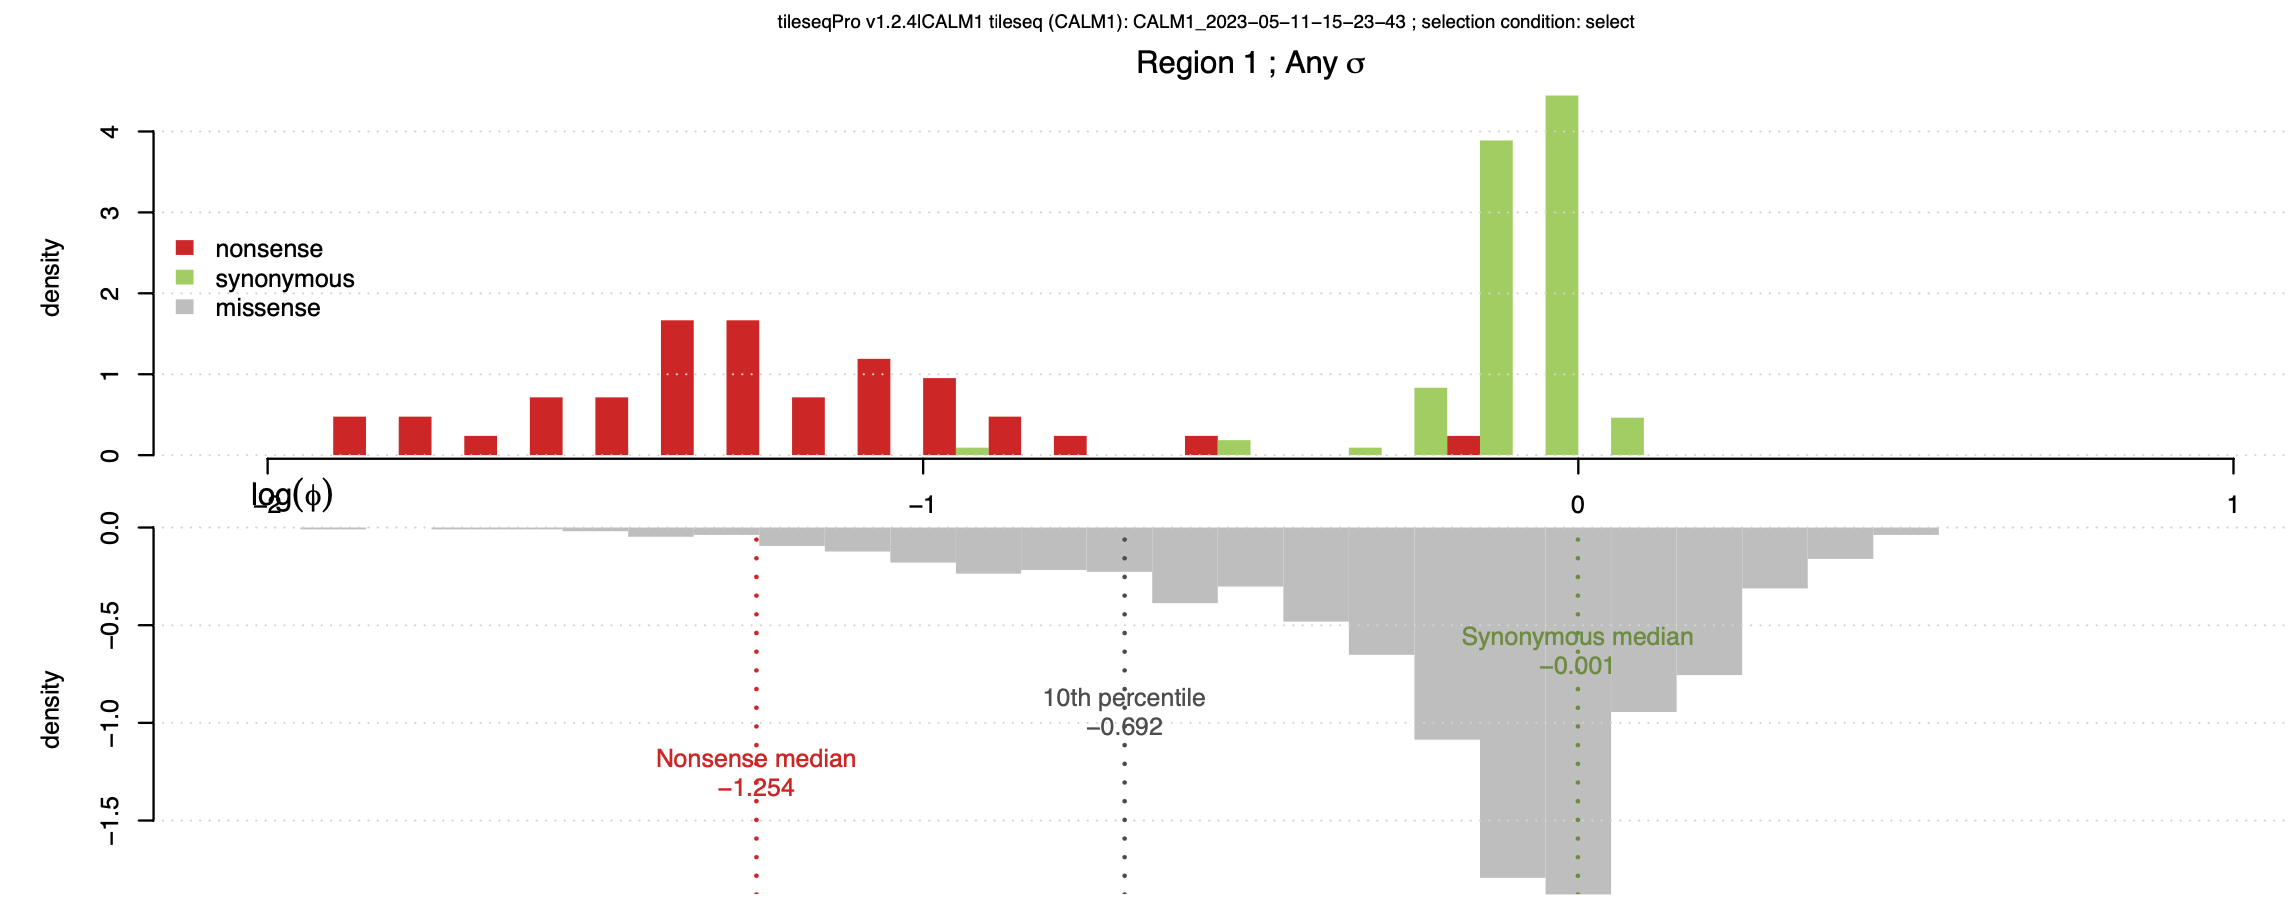 tileseqPro v1.2.4|CALM1 tileseq (CALM1): CALM1_2023−05−11−15−23−43 ; selection condition: select
Region 1 ; Any σ
density
4
3
2
1
0
nonsense
synonymous
missense
log(ϕ)
−2
−1
0
1
density
0.0
−0.5
−1.0
−1.5
Synonymous median
−0.001
10th percentile
−0.692
Nonsense median
−1.254